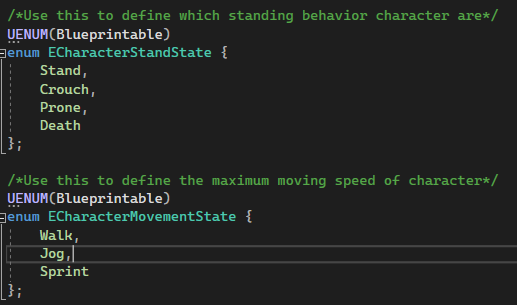 /*Use this to define which standing behavior character are*/
UENUM(Blueprintable)
enum ECharacterStandState {
    Stand,
    Crouch,
    Prone,
    Death
};

/*Use this to define the maximum moving speed of character*/
UENUM(Blueprintable)
enum ECharacterMovementState {
    Walk,
    Jog,
    Sprint
};